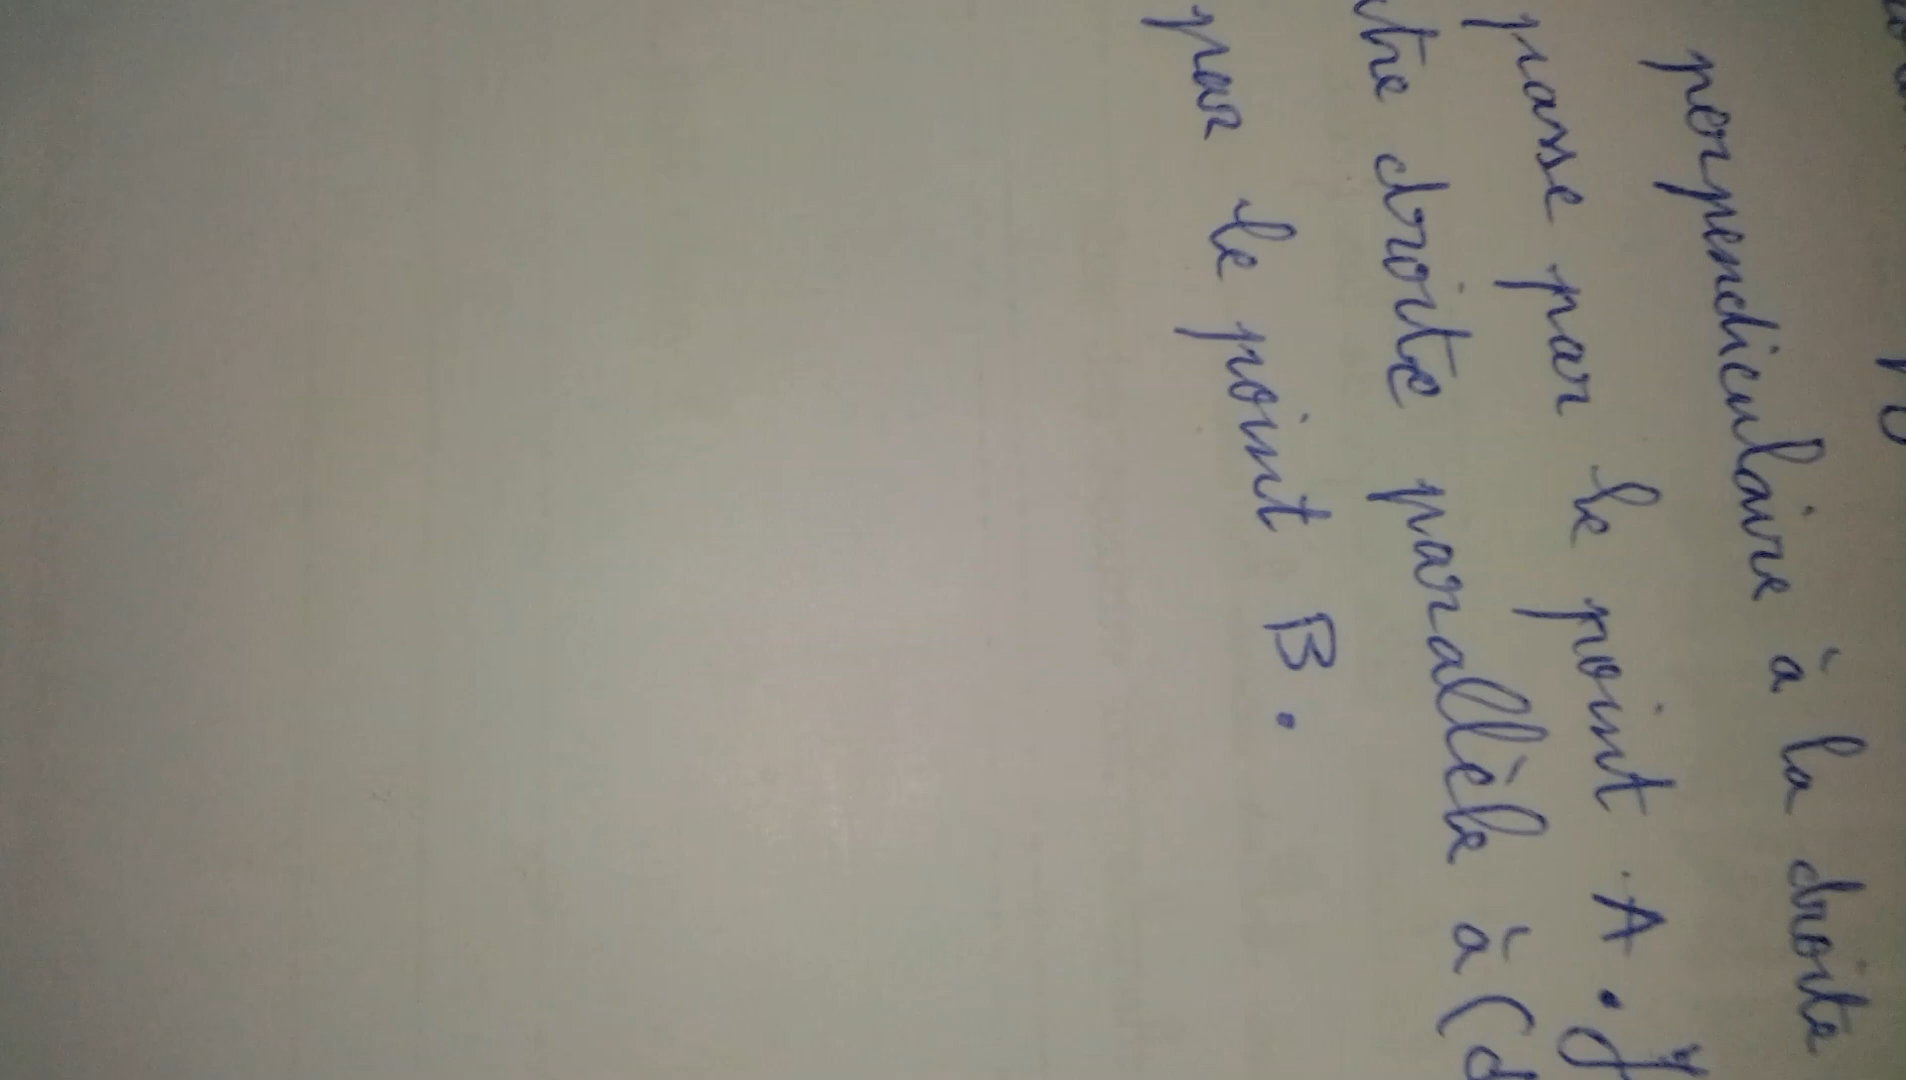 perpendiculaire à la droite
passe par le point A. J
tre droite parallèle à (d
par le point B.